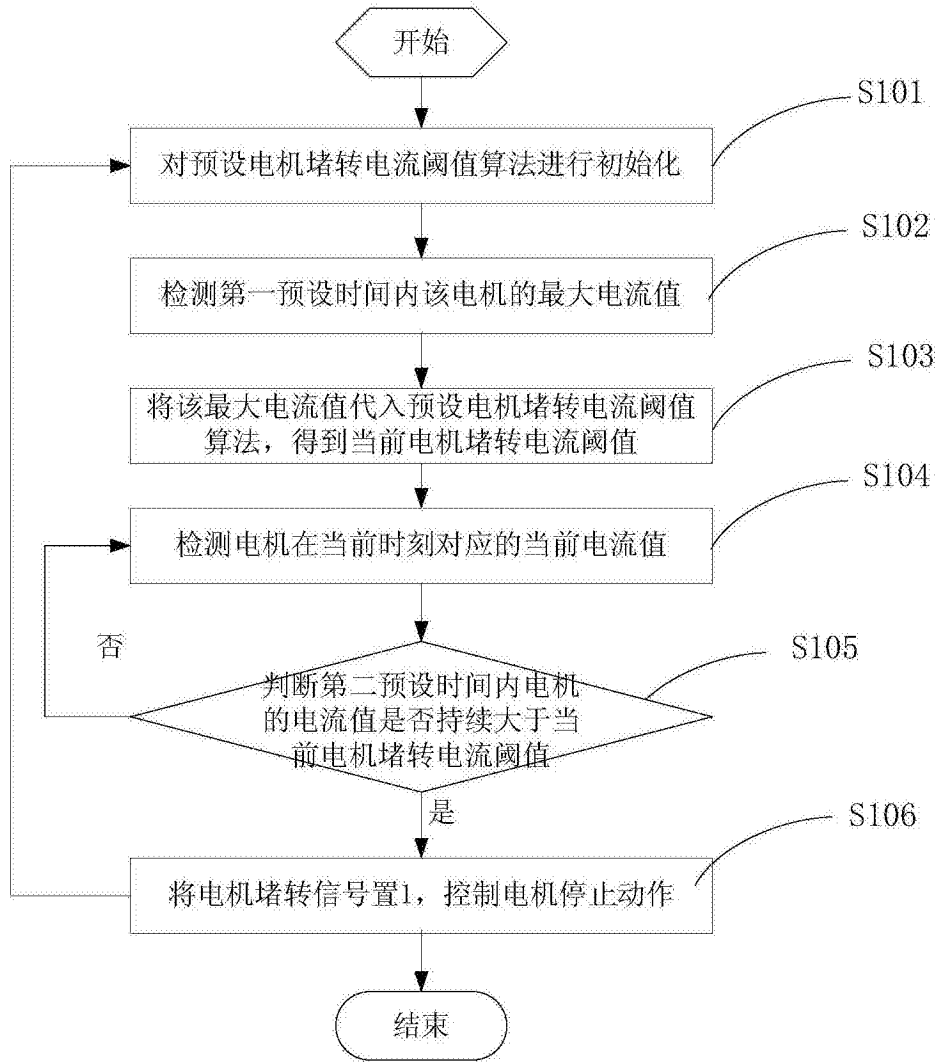 开始
S101
对预设电机堵转电流阈值算法进行初始化
S102
检测第一预设时间内该电机的最大电流值
S103
将该最大电流值代入预设电机堵转电流阈值
算法，得到当前电机堵转电流阈值
S104
检测电机在当前时刻对应的当前电流值
否
S105
判断第二预设时间内电机
的电流值是否持续大于当
前电机堵转电流阈值
是
S106
将电机堵转信号置1，控制电机停止动作
结束